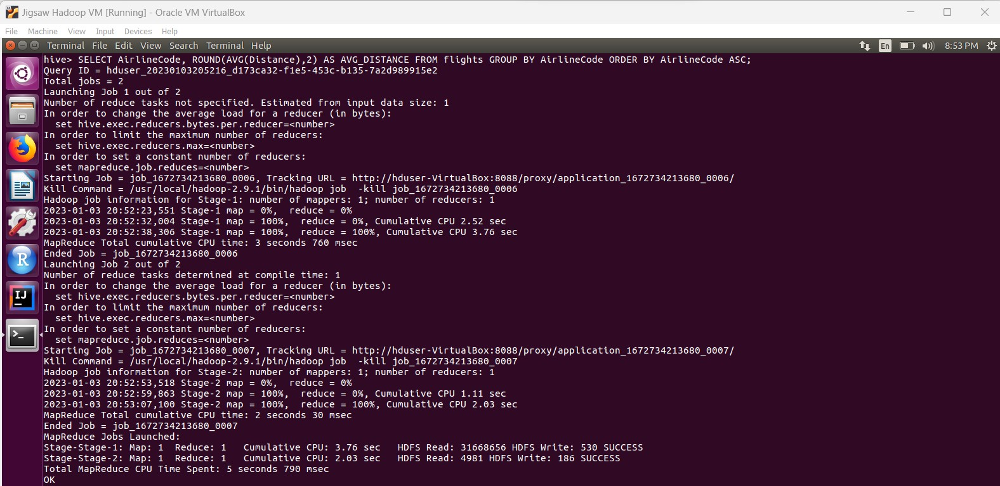 Jigsaw Hadoop VM [Running] - Oracle VM VirtualBox
File Machine View Input Devices Help
Terminal File Edit View Search Terminal Help En 8:53 PM
hive> SELECT AirlineCode, ROUND(AVG(Distance),2) AS AVG_DISTANCE FROM flights GROUP BY AirlineCode ORDER BY AirlineCode ASC;
Query ID = hduser_20230103205216_d173ca32-f1e5-453c-b135-7a2d989915e2
Total jobs = 2
Launching Job 1 out of 2
Number of reduce tasks not specified. Estimated from input data size: 1
In order to change the average load for a reducer (in bytes):
  set hive.exec.reducers.bytes.per.reducer=<number>
In order to limit the maximum number of reducers:
  set hive.exec.reducers.max=<number>
In order to set a constant number of reducers:
  set mapreduce.job.reduces=<number>
Starting Job = job_1672734213680_0006, Tracking URL = http://hduser-VirtualBox:8088/proxy/application_1672734213680_0006/
Kill Command = /usr/local/hadoop-2.9.1/bin/hadoop job  -kill job_1672734213680_0006
Hadoop job information for Stage-1: number of mappers: 1; number of reducers: 1
2023-01-03 20:52:23,551 Stage-1 map = 0%,  reduce = 0%
2023-01-03 20:52:32,004 Stage-1 map = 100%,  reduce = 0%, Cumulative CPU 2.52 sec
2023-01-03 20:52:38,306 Stage-1 map = 100%,  reduce = 100%, Cumulative CPU 3.76 sec
MapReduce Total cumulative CPU time: 3 seconds 760 msec
Ended Job = job_1672734213680_0006
Launching Job 2 out of 2
Number of reduce tasks determined at compile time: 1
In order to change the average load for a reducer (in bytes):
  set hive.exec.reducers.bytes.per.reducer=<number>
In order to limit the maximum number of reducers:
  set hive.exec.reducers.max=<number>
In order to set a constant number of reducers:
  set mapreduce.job.reduces=<number>
Starting Job = job_1672734213680_0007, Tracking URL = http://hduser-VirtualBox:8088/proxy/application_1672734213680_0007/
Kill Command = /usr/local/hadoop-2.9.1/bin/hadoop job  -kill job_1672734213680_0007
Hadoop job information for Stage-2: number of mappers: 1; number of reducers: 1
2023-01-03 20:52:53,518 Stage-2 map = 0%,  reduce = 0%
2023-01-03 20:52:59,863 Stage-2 map = 100%,  reduce = 0%, Cumulative CPU 1.11 sec
2023-01-03 20:53:07,100 Stage-2 map = 100%,  reduce = 100%, Cumulative CPU 2.03 sec
MapReduce Total cumulative CPU time: 2 seconds 30 msec
Ended Job = job_1672734213680_0007
MapReduce Jobs Launched:
Stage-Stage-1: Map: 1  Reduce: 1   Cumulative CPU: 3.76 sec   HDFS Read: 31668656 HDFS Write: 530 SUCCESS
Stage-Stage-2: Map: 1  Reduce: 1   Cumulative CPU: 2.03 sec   HDFS Read: 4981 HDFS Write: 186 SUCCESS
Total MapReduce CPU Time Spent: 5 seconds 790 msec
OK
R
IJ